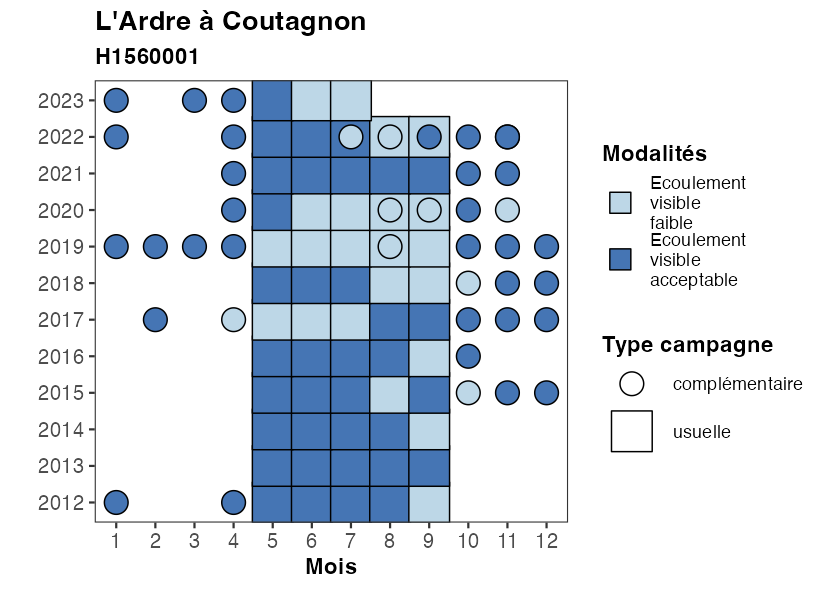 L'Ardre à Coutagnon
H1560001
2023
2022
2021
2020
2019
2018
2017
2016
2015
2014
2013
2012
1 2 3 4 5 6 7 8 9 10 11 12
Mois
Modalités
Ecoulement
visible
faible
Ecoulement
visible
acceptable
Type campagne
complémentaire
usuelle